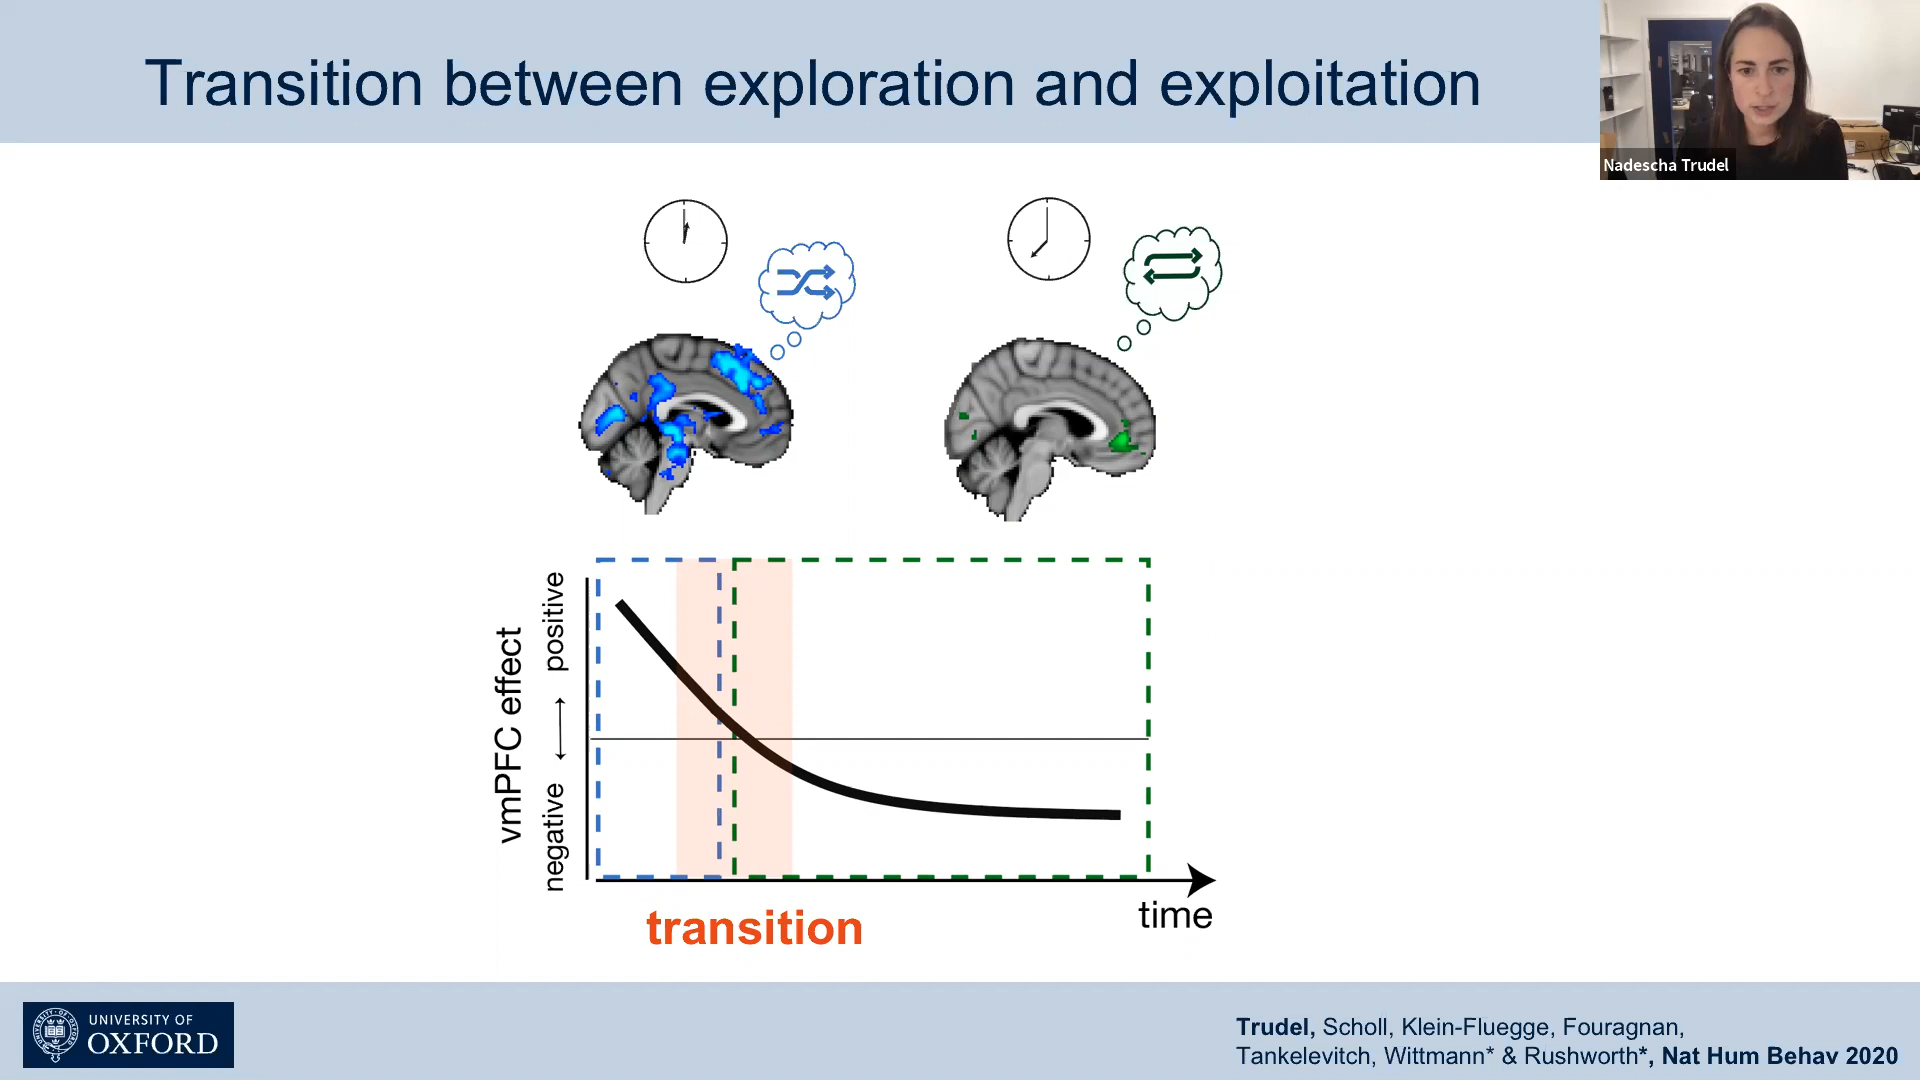 Transition between exploration and exploitation
Nadescha Trudel
vmPFC effect
negative
positive
time
transition
UNIVERSITY OF
OXFORD
Trudel, Scholl, Klein-Fluegge, Fouragnan,
Tankelevitch, Wittmann* & Rushworth*, Nat Hum Behav 2020